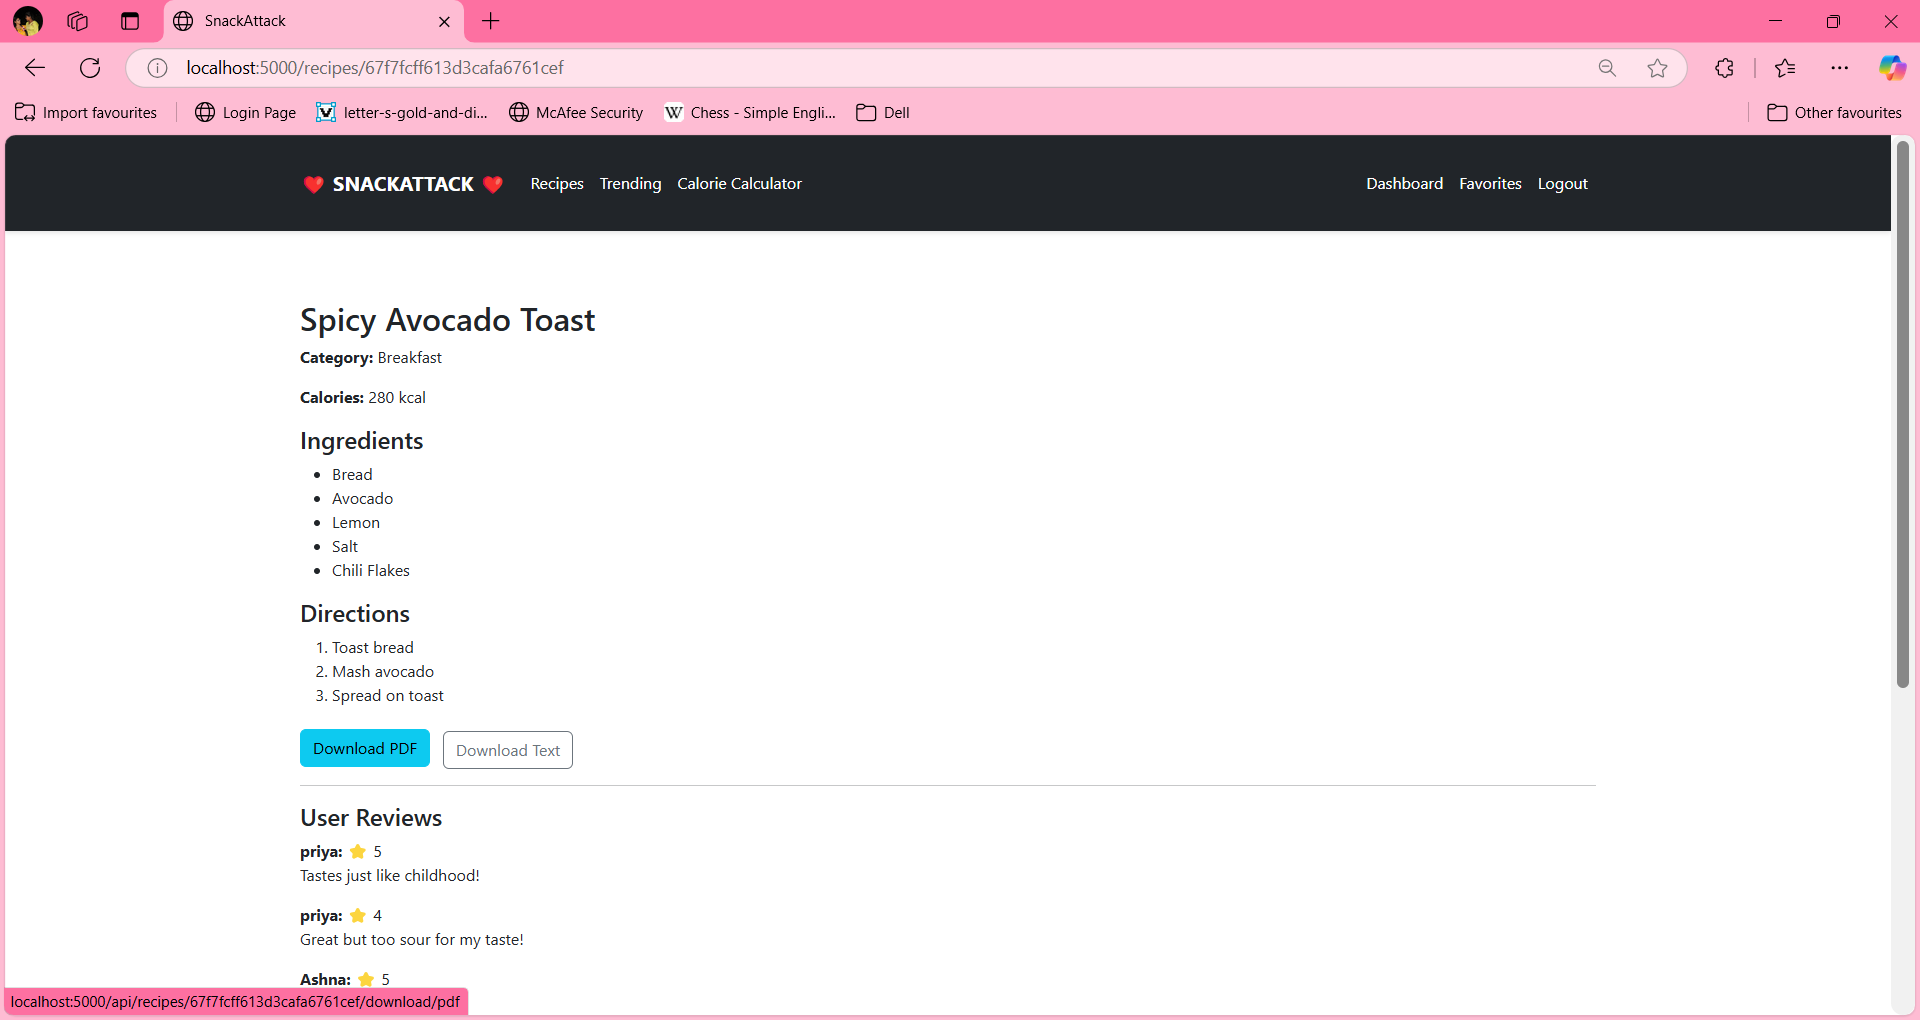 SnackAttack
localhost:5000/recipes/67f7fcff613d3cafa6761cef
Import favourites
Login Page
letter-s-gold-and-di...
McAfee Security
W Chess - Simple Engli...
Dell
Other favourites
❤️ SNACKATTACK ❤️ Recipes Trending Calorie Calculator Dashboard Favorites Logout
Spicy Avocado Toast
Category: Breakfast
Calories: 280 kcal
Ingredients
• Bread
• Avocado
• Lemon
• Salt
• Chili Flakes
Directions
1. Toast bread
2. Mash avocado
3. Spread on toast
Download PDF Download Text
User Reviews
priya: ⭐ 5
Tastes just like childhood!
priya: ⭐ 4
Great but too sour for my taste!
Ashna: ⭐ 5
localhost:5000/api/recipes/67f7fcff613d3cafa6761cef/download/pdf